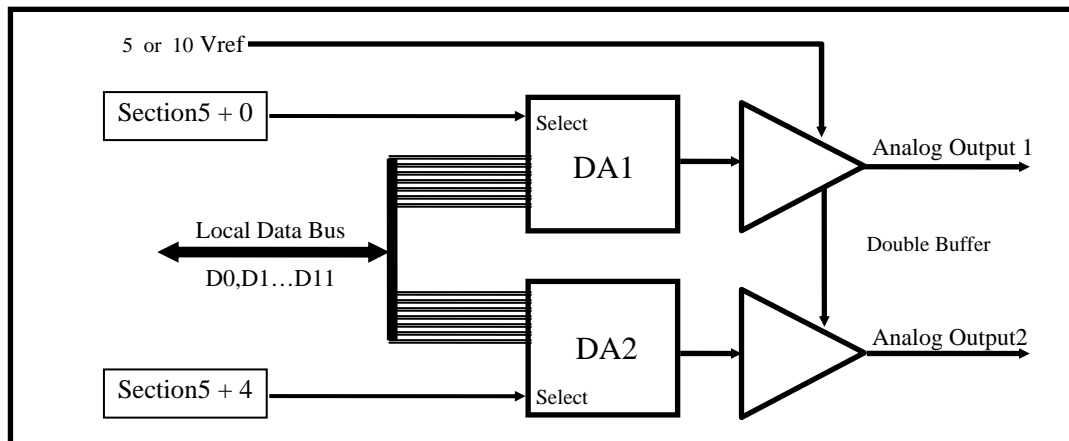 5 or 10 Vref
Section5 + 0
Select
DA1
Analog Output 1
Local Data Bus
D0,D1…D11
Double Buffer
DA2
Analog Output2
Section5 + 4
Select